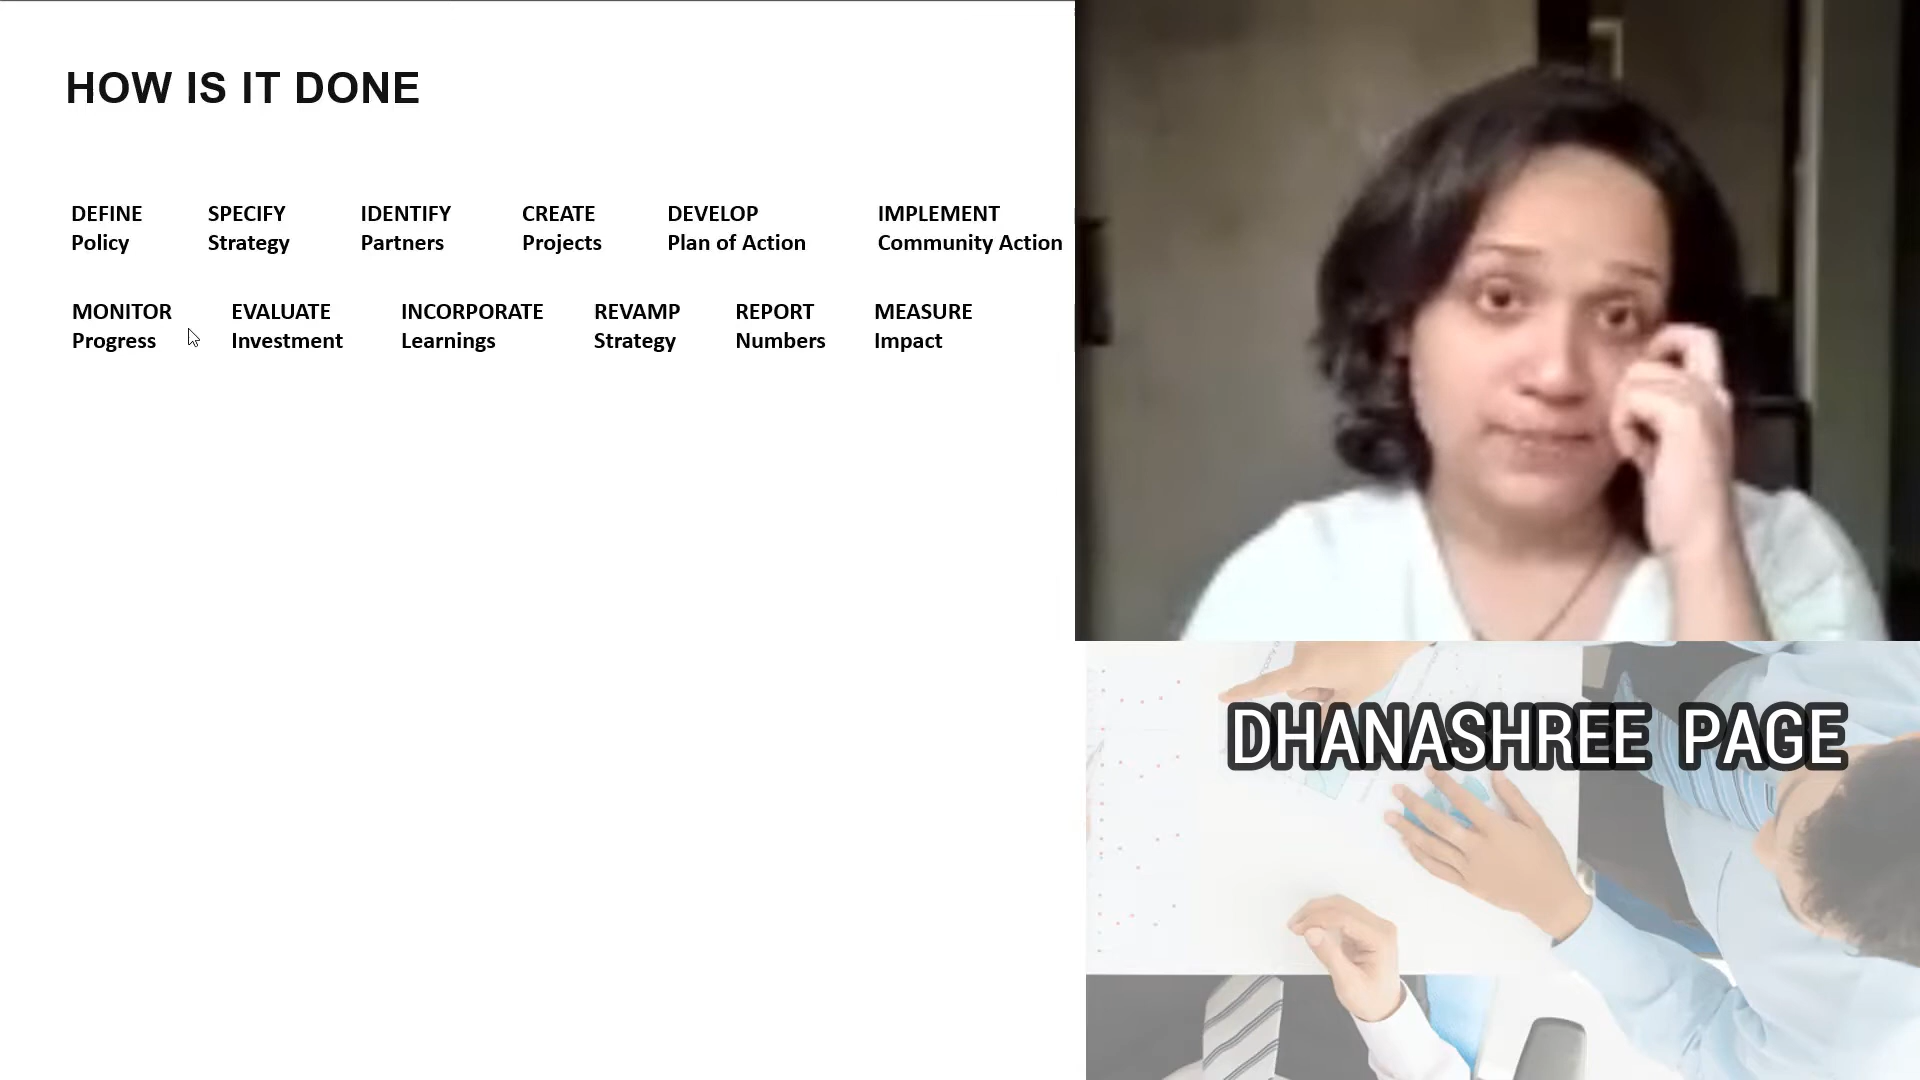 HOW IS IT DONE
DEFINE SPECIFY IDENTIFY CREATE DEVELOP IMPLEMENT
Policy Strategy Partners Projects Plan of Action Community Action
MONITOR EVALUATE INCORPORATE REVAMP REPORT MEASURE
Progress Investment Learnings Strategy Numbers Impact
DHANASHREE PAGE